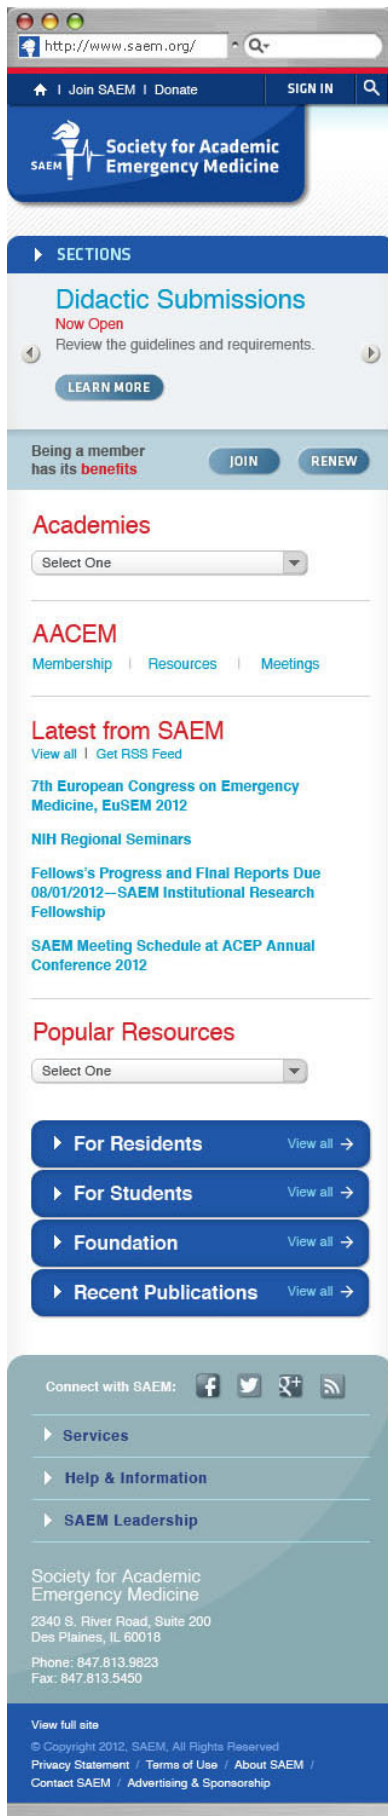 http://www.saem.org/
Join SAEM | Donate
SIGN IN
SAEM
Society for Academic
Emergency Medicine
SECTIONS
Didactic Submissions
Now Open
Review the guidelines and requirements.
LEARN MORE
Being a member
has its benefits
JOIN
RENEW
Academies
Select One
AACEM
Membership | Resources | Meetings
Latest from SAEM
View all | Get RSS Feed
7th European Congress on Emergency
Medicine, EuSEM 2012
NIH Regional Seminars
Fellows's Progress and FInal Reports Due
08/01/2012—SAEM Institutional Research
Fellowship
SAEM Meeting Schedule at ACEP Annual
Conference 2012
Popular Resources
Select One
For Residents View all →
For Students View all →
Foundation View all →
Recent Publications View all →
Connect with SAEM:
Services
Help & Information
SAEM Leadership
Society for Academic
Emergency Medicine
2340 S. River Road, Suite 200
Des Plaines, IL 60018
Phone: 847.813.9823
Fax: 847.813.5450
View full site
© Copyright 2012, SAEM, All Rights Reserved
Privacy Statement / Terms of Use / About SAEM /
Contact SAEM / Advertising & Sponsorship